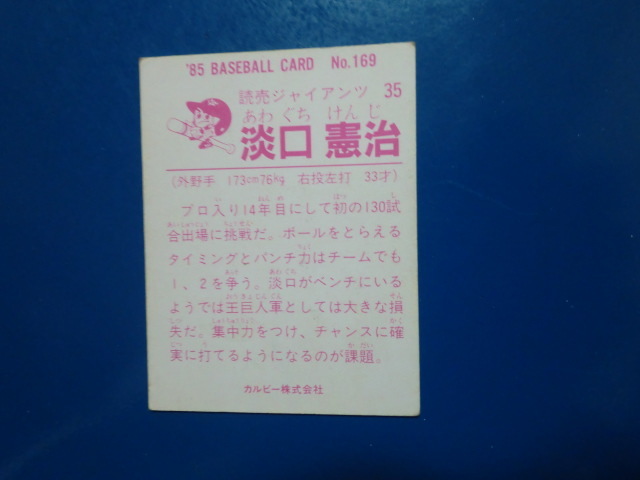 '85 BASEBALL CARD No.169
読売ジャイアンツ 35
あわ ぐち けん じ
淡口 憲治
(外野手 173cm76kg 右投左打 33才)
プロ入り14年目にして初の130試
合出場に挑戦だ。ボールをとらえる
タイミングとパンチ力はチームでも
1、2を争う。淡口がベンチにいる
ようでは王巨人軍としては大きな損
失だ。集中力をつけ、チャンスに確
実に打てるようになるのが課題。
カルビー株式会社